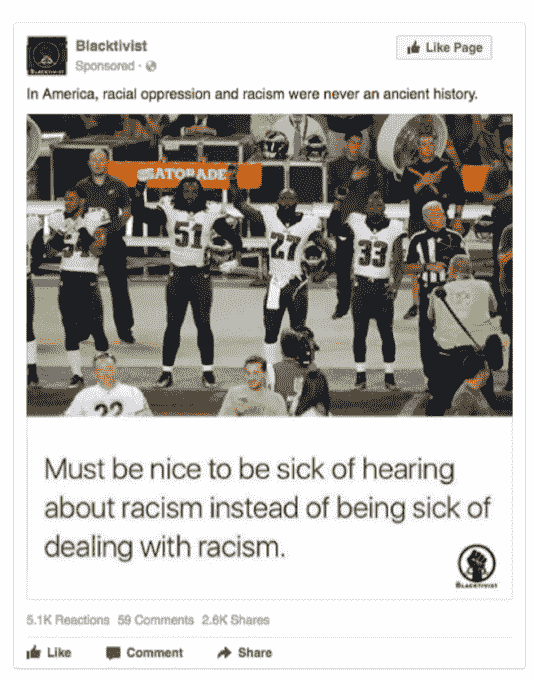 Blacktivist
Like Page
Sponsored ·
In America, racial oppression and racism were never an ancient history.
GATORADE
51
27
33
Must be nice to be sick of hearing
about racism instead of being sick of
dealing with racism.
BLACKTIVIST
5.1K Reactions 59 Comments 2.6K Shares
Like Comment Share